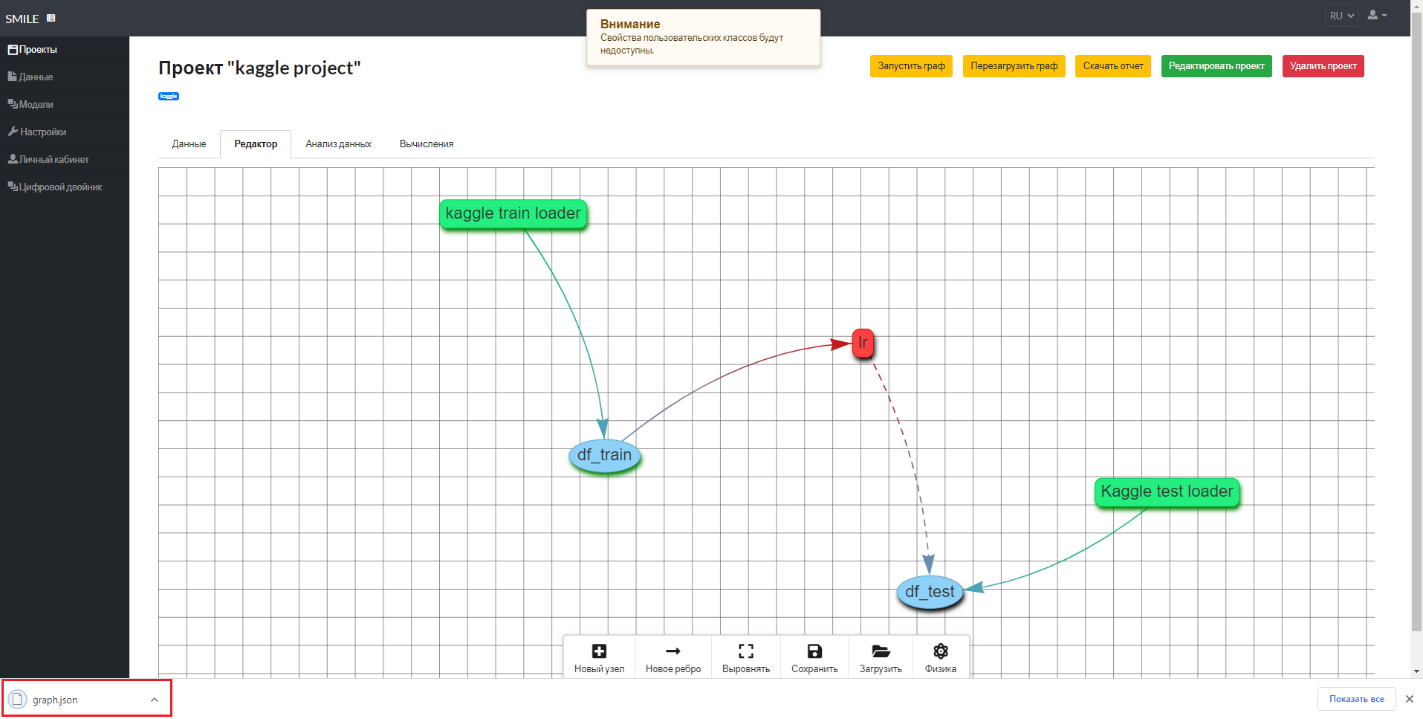 SMILE
RU
Внимание
Свойства пользовательских классов будут
недоступны.
Проекты
Данные
Модели
Настройки
Личный кабинет
Цифровой двойник
Проект "kaggle project"
kaggle
Запустить граф
Перезагрузить граф
Скачать отчет
Редактировать проект
Удалить проект
Данные
Редактор
Анализ данных
Вычисления
kaggle train loader
lr
df_train
Kaggle test loader
df_test
Новый узел
Новое ребро
Выровнять
Сохранить
Загрузить
Физика
graph.json
Показать все